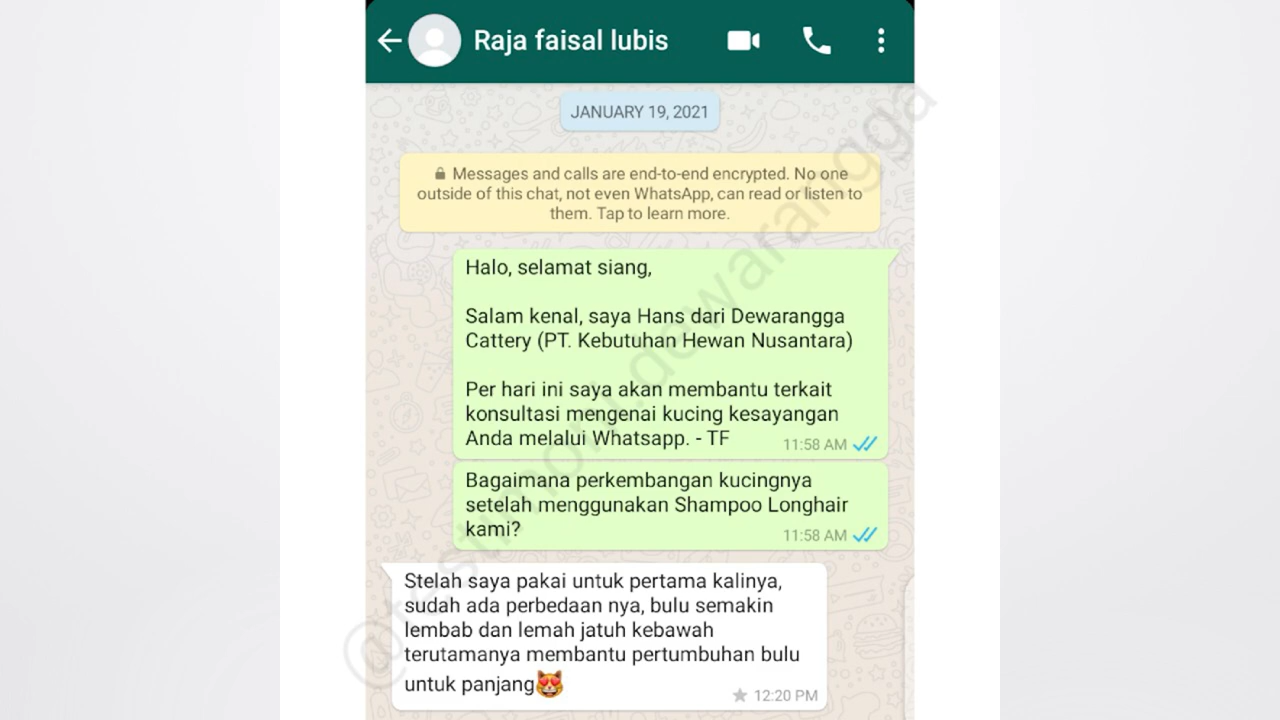 Raja faisal lubis
JANUARY 19, 2021
Messages and calls are end-to-end encrypted. No one
outside of this chat, not even WhatsApp, can read or listen to
them. Tap to learn more.
Halo, selamat siang,
Salam kenal, saya Hans dari Dewarangga
Cattery (PT. Kebutuhan Hewan Nusantara)
Per hari ini saya akan membantu terkait
konsultasi mengenai kucing kesayangan
Anda melalui Whatsapp. - TF
11:58 AM
Bagaimana perkembangan kucingnya
setelah menggunakan Shampoo Longhair
kami?
11:58 AM
Stelah saya pakai untuk pertama kalinya,
sudah ada perbedaan nya, bulu semakin
lembab dan lemah jatuh kebawah
terutamanya membantu pertumbuhan bulu
untuk panjang
12:20 PM
@testimoni.dewarangga